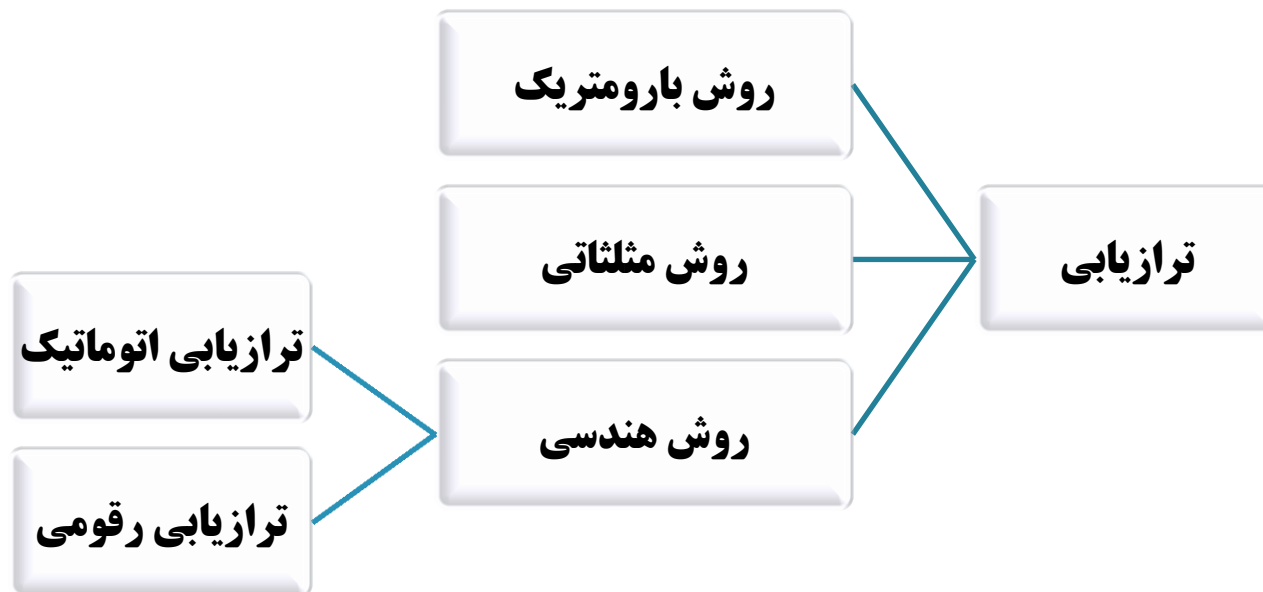 ترازیابی
روش بارومتریک
روش مثلثاتی
روش هندسی
ترازیابی اتوماتیک
ترازیابی رقومی